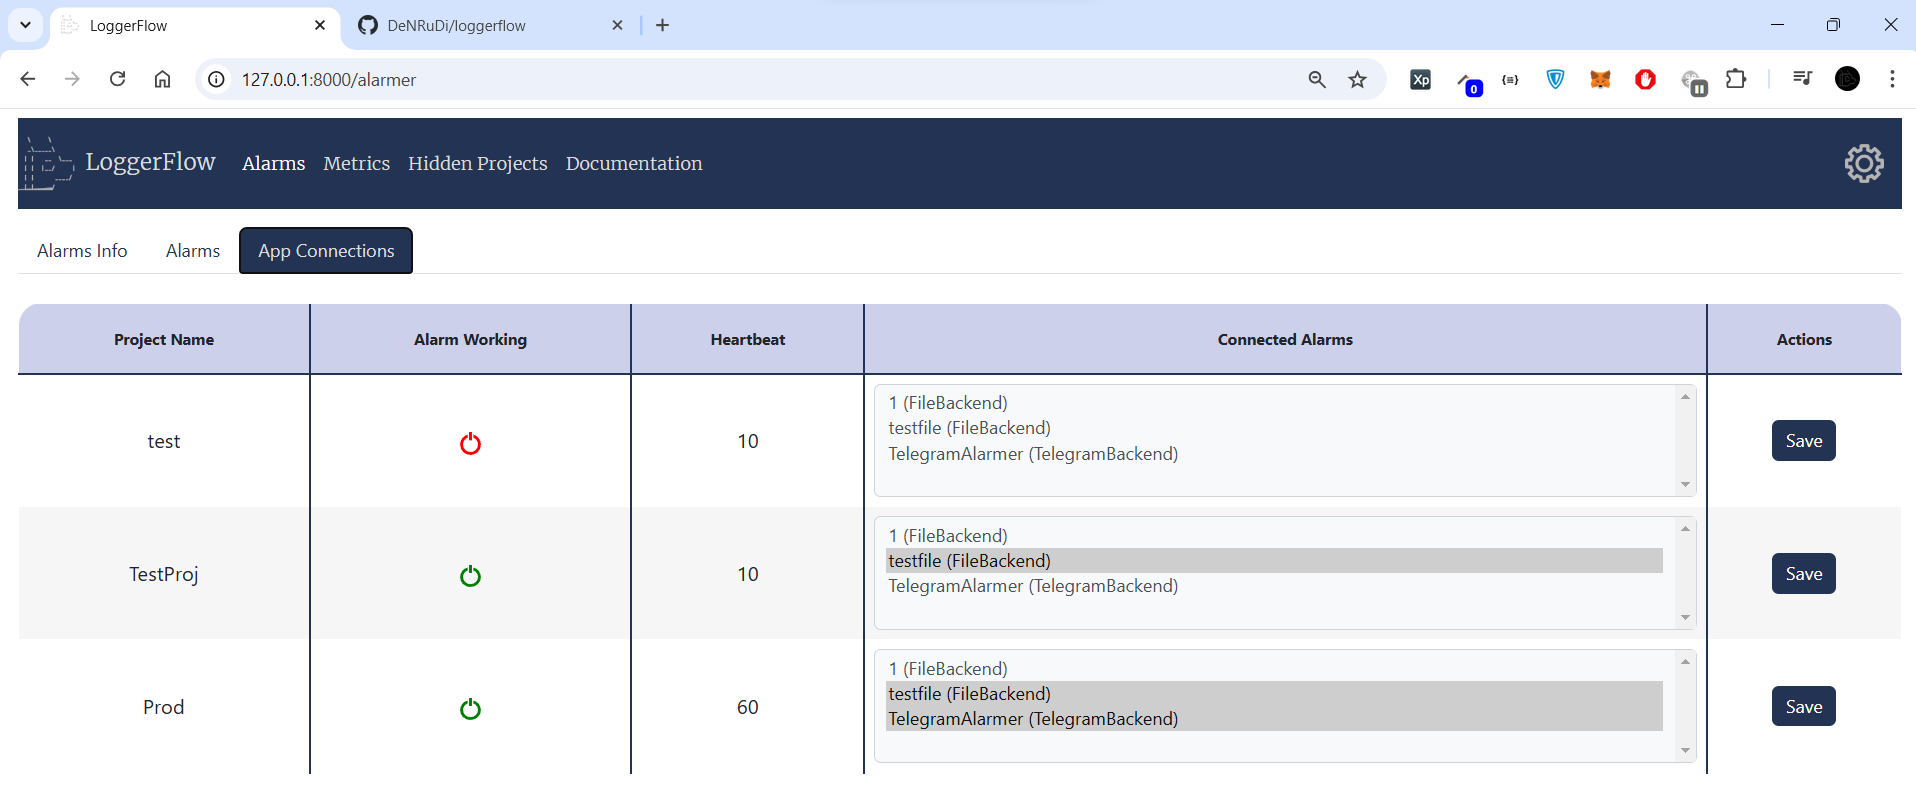 LoggerFlow
DeNRuDi/loggerflow
127.0.0.1:8000/alarmer
Xp
0
LoggerFlow Alarms Metrics Hidden Projects Documentation
Alarms Info Alarms App Connections
Project Name Alarm Working Heartbeat Connected Alarms Actions
test 10
1 (FileBackend)
testfile (FileBackend)
TelegramAlarmer (TelegramBackend)
Save
TestProj 10
1 (FileBackend)
testfile (FileBackend)
TelegramAlarmer (TelegramBackend)
Save
Prod 60
1 (FileBackend)
testfile (FileBackend)
TelegramAlarmer (TelegramBackend)
Save